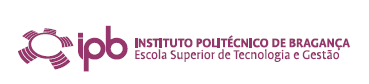 ipb INSTITUTO POLITÉCNICO DE BRAGANÇA
Escola Superior de Tecnologia e Gestão